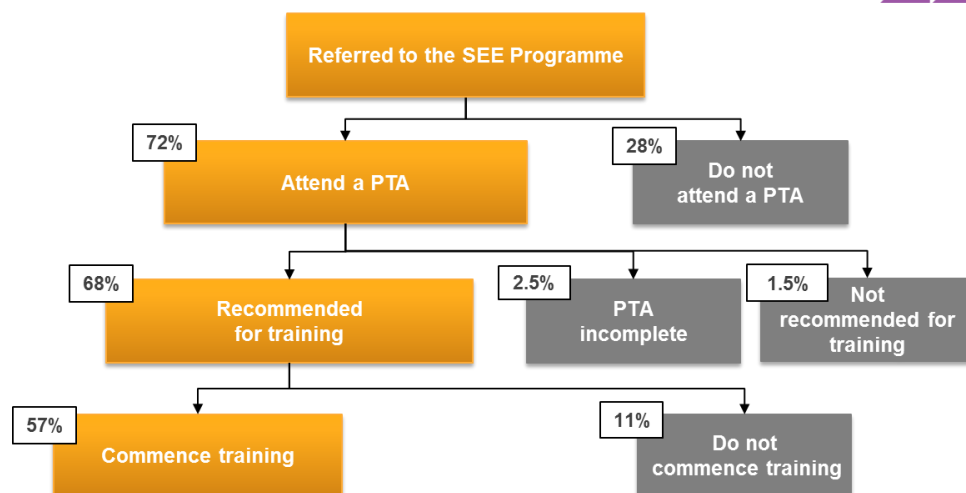 Referred to the SEE Programme
72%
Attend a PTA
28%
Do not
attend a PTA
68%
Recommended
for training
2.5%
PTA
incomplete
1.5%
Not
recommended for
training
57%
Commence training
11%
Do not
commence training